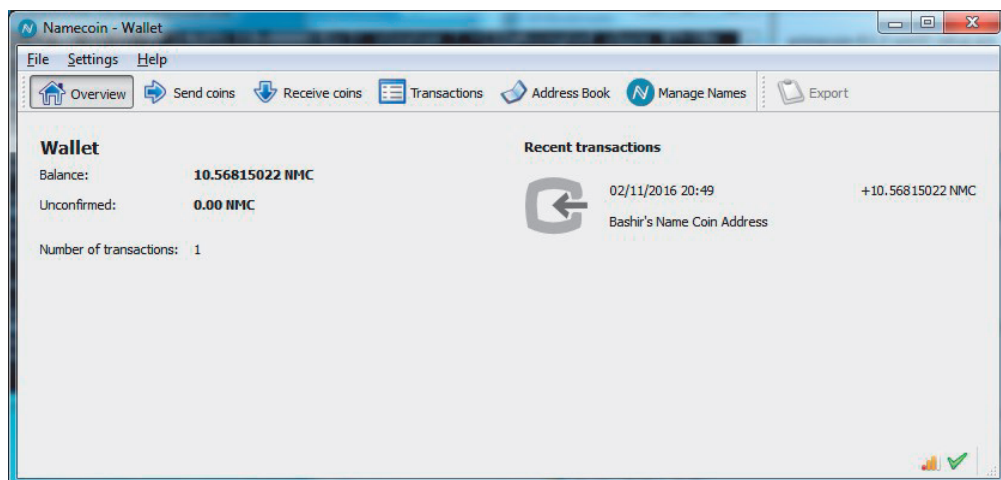 Namecoin - Wallet
File Settings Help
Overview Send coins Receive coins Transactions Address Book Manage Names Export
Wallet
Balance: 10.56815022 NMC
Unconfirmed: 0.00 NMC
Number of transactions: 1
Recent transactions
02/11/2016 20:49 +10.56815022 NMC
Bashir's Name Coin Address